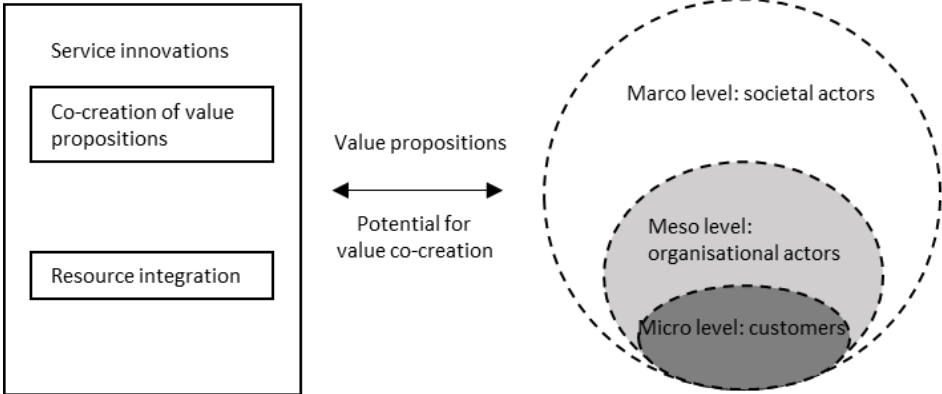 Service innovations
Co-creation of value
propositions
Resource integration
Value propositions
Potential for
value co-creation
Marco level: societal actors
Meso level:
organisational actors
Micro level: customers